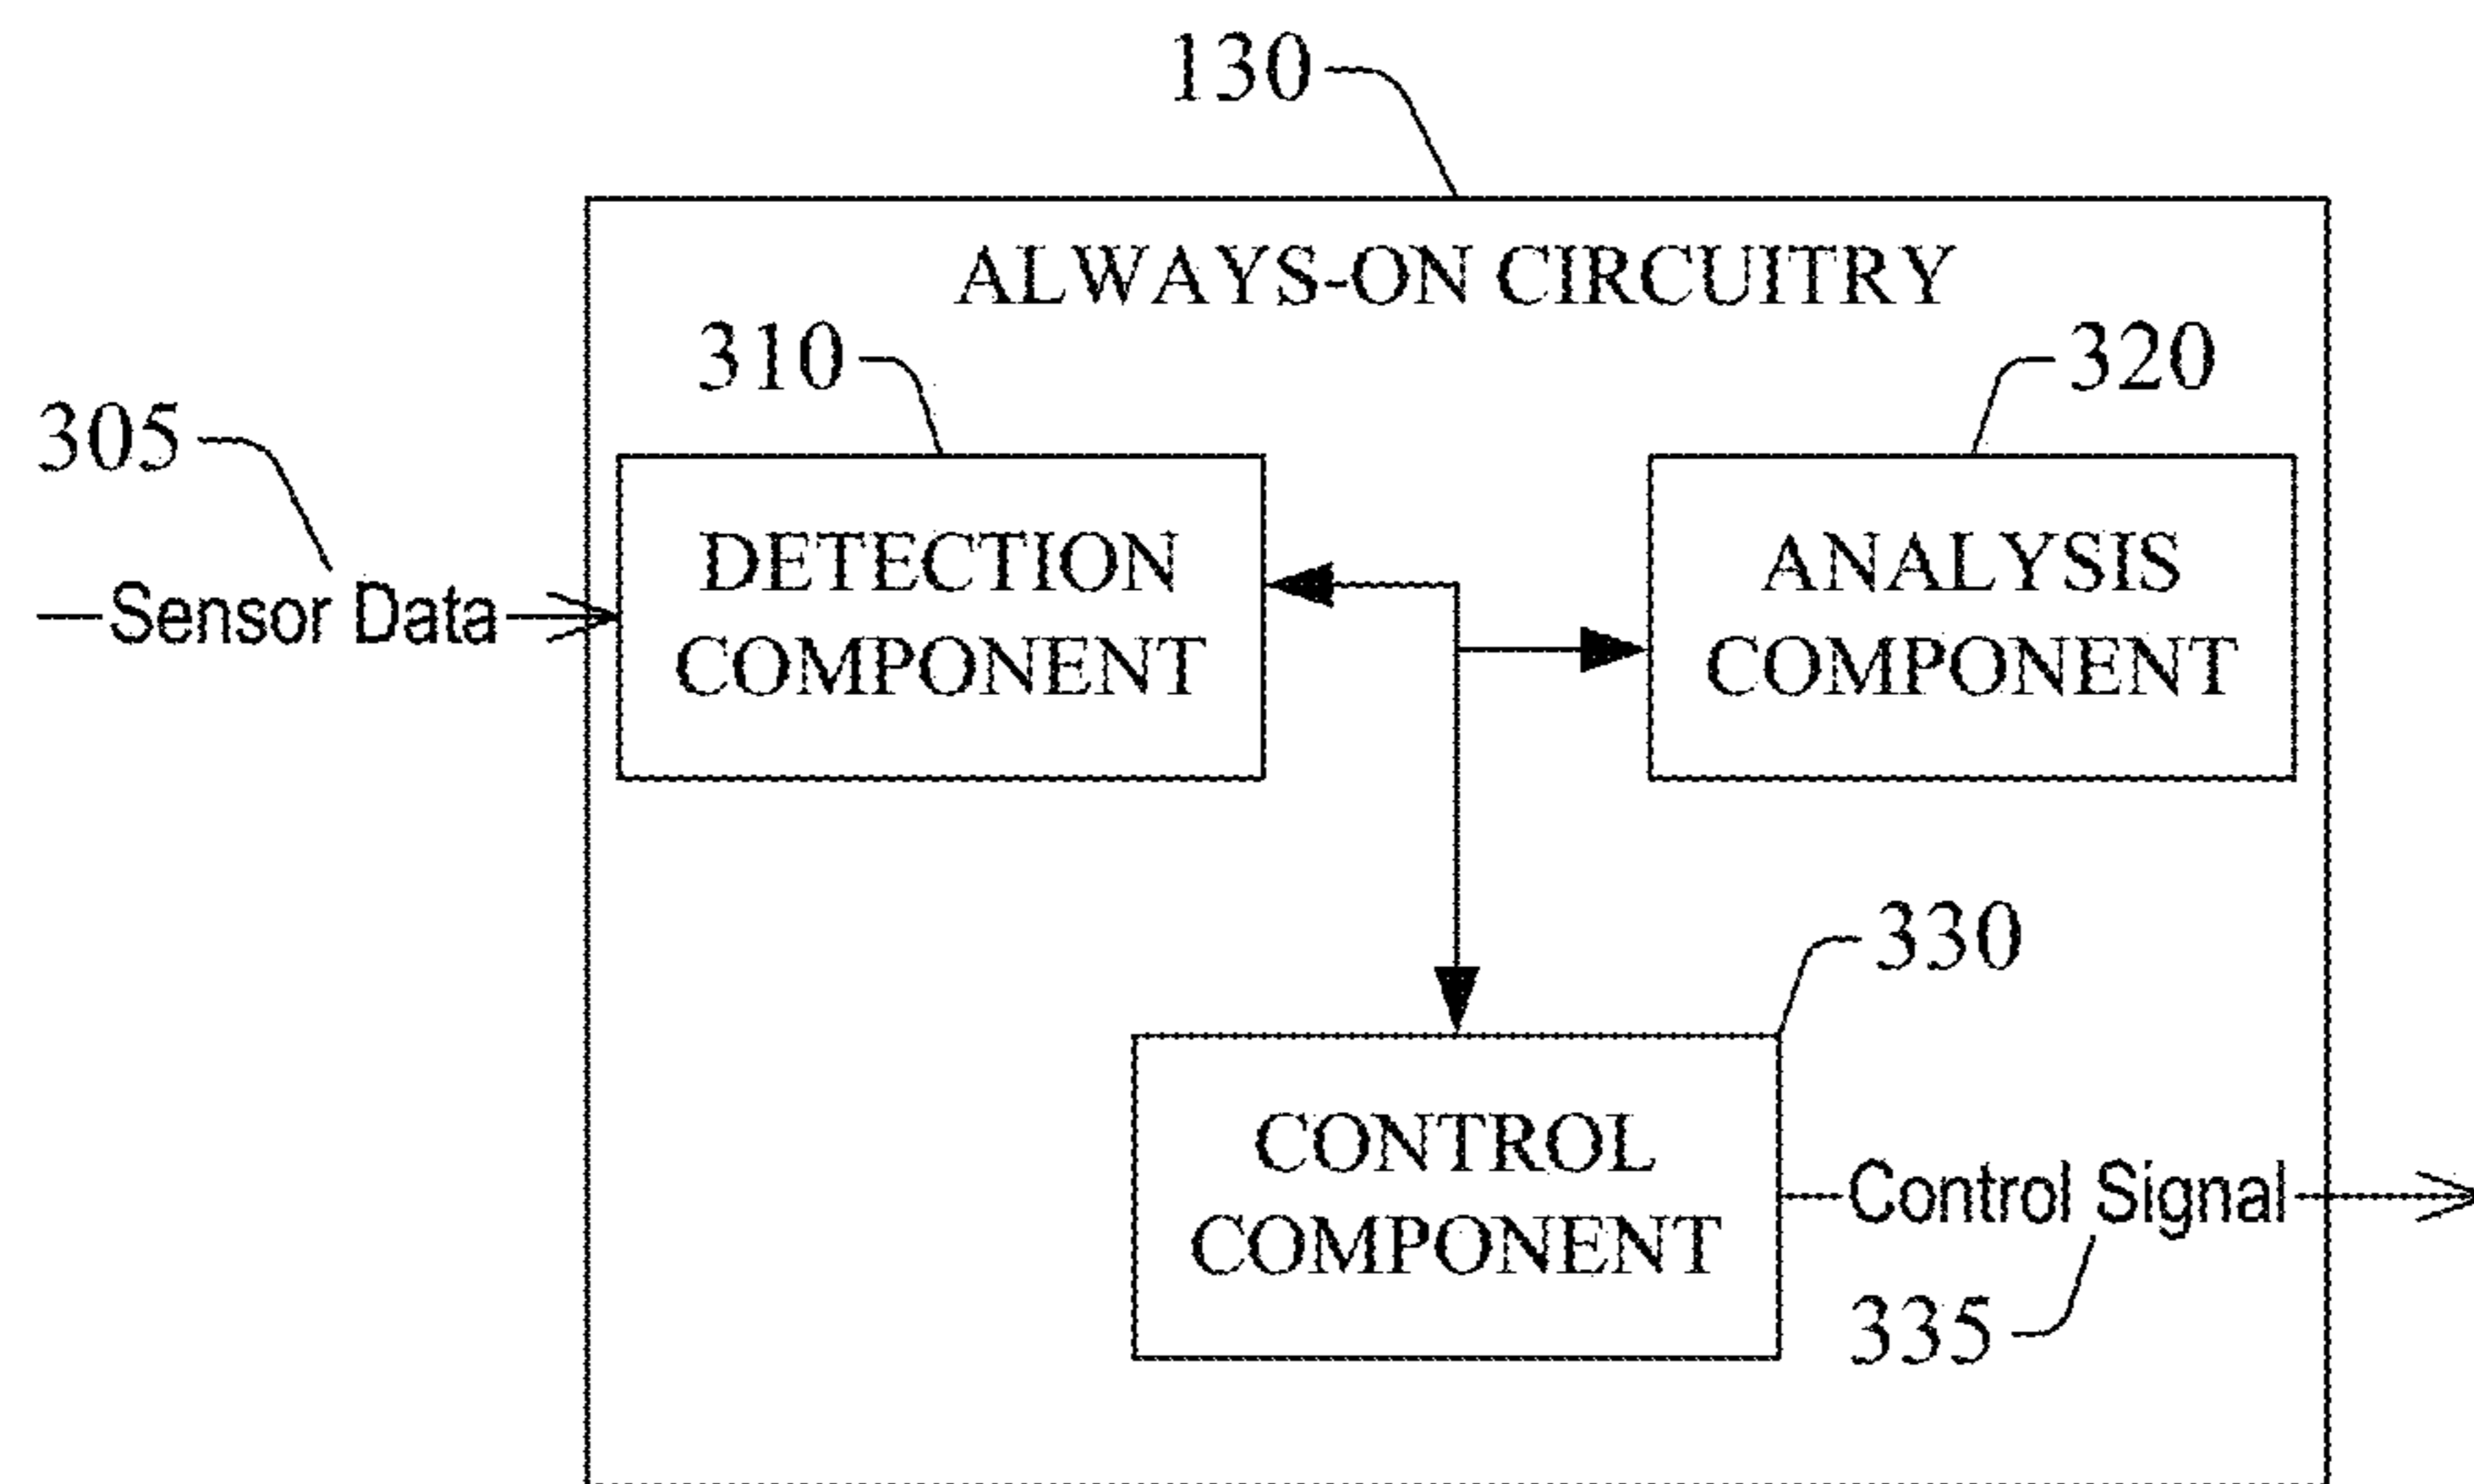 130
ALWAYS-ON CIRCUITRY
310
320
305
DETECTION
COMPONENT
ANALYSIS
COMPONENT
Sensor Data
330
CONTROL
COMPONENT
Control Signal
335